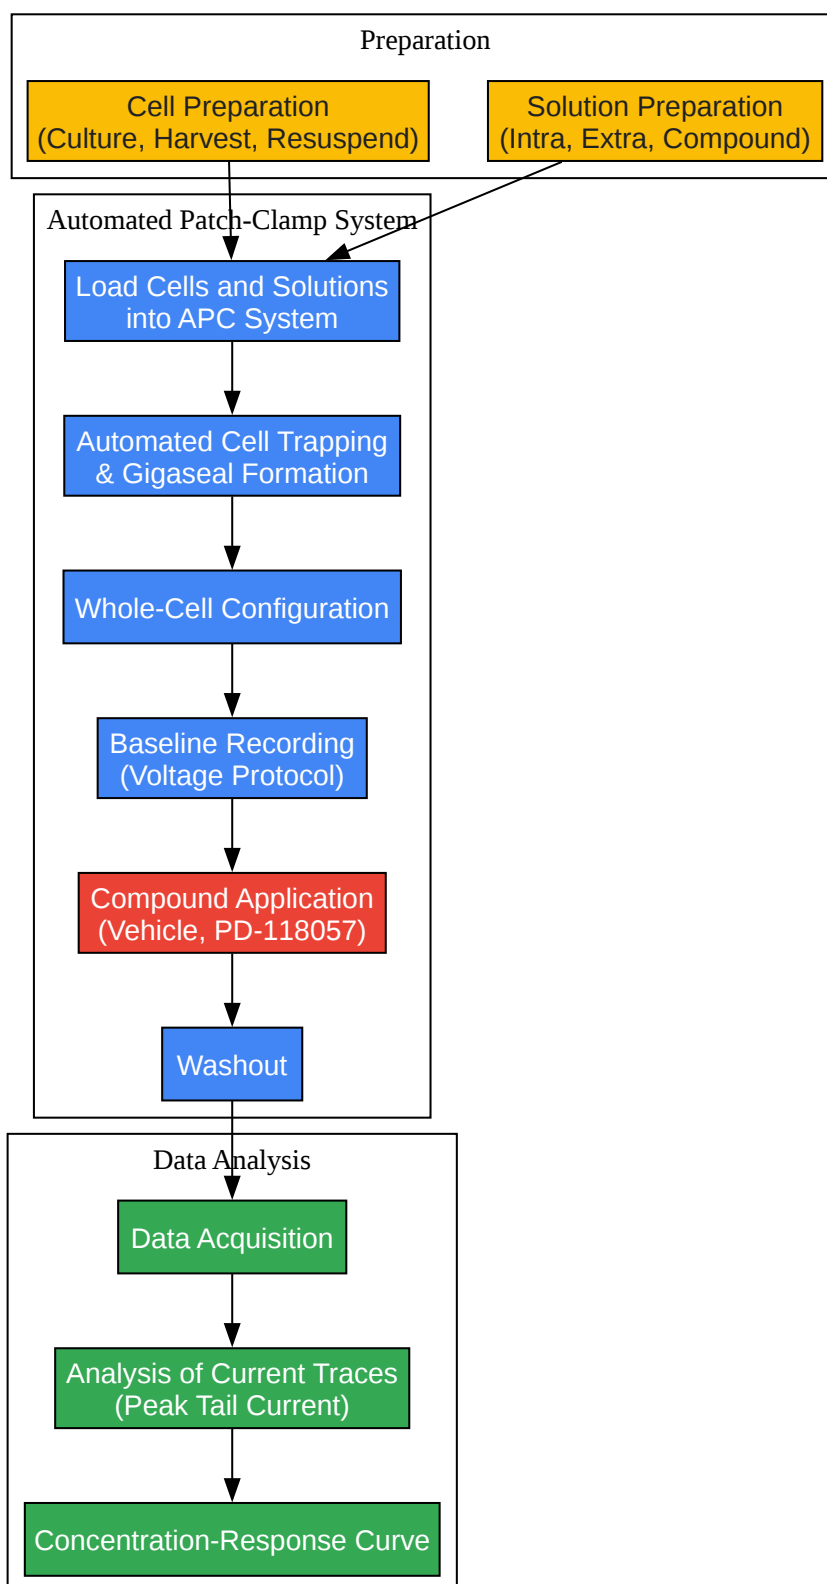 Preparation
Cell Preparation
(Culture, Harvest, Resuspend)
Solution Preparation
(Intra, Extra, Compound)
Automated Patch-Clamp System
Load Cells and Solutions
into APC System
Automated Cell Trapping
& Gigaseal Formation
Whole-Cell Configuration
Baseline Recording
(Voltage Protocol)
Compound Application
(Vehicle, PD-118057)
Washout
Data Analysis
Data Acquisition
Analysis of Current Traces
(Peak Tail Current)
Concentration-Response Curve